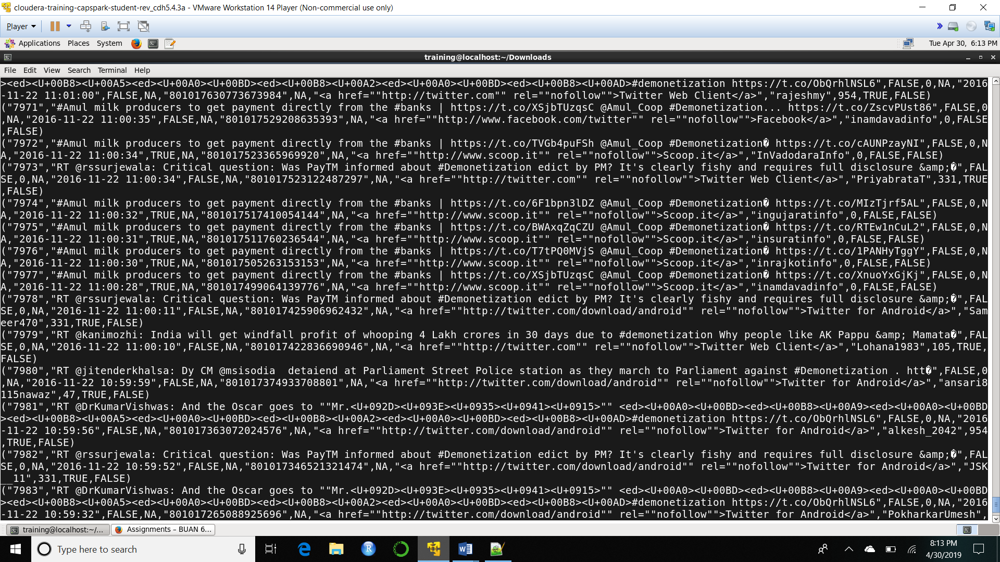 cloudera-training-capspark-student-rev_cdh5.4.3a - VMware Workstation 14 Player (Non-commercial use only)
Player
Applications Places System Tue Apr 30, 6:13 PM
training@localhost:~/Downloads
File Edit View Search Terminal Help
><ed><U+00B8><U+00A5><ed><U+00A0><U+00BD><ed><U+00B8><U+00A2><ed><U+00A0><U+00BD><ed><U+00B8><U+00AD>#demonetization https://t.co/ObQrhlNSL6",FALSE,0,NA,"2016
-11-22 11:01:00",FALSE,NA,"801017630773673984",NA,"<a href=""http://twitter.com"" rel=""nofollow"">Twitter Web Client</a>","rajeshmy",954,TRUE,FALSE)
("7971","#Amul milk producers to get payment directly from the #banks | https://t.co/XSjbTUzqsC @Amul_Coop #Demonetization... https://t.co/ZscvPUst86",FALSE,0
,NA,"2016-11-22 11:00:35",FALSE,NA,"801017529208635393",NA,"<a href=""http://www.facebook.com/twitter"" rel=""nofollow"">Facebook</a>","inamdavadinfo",0,FALSE
,FALSE)
("7972","#Amul milk producers to get payment directly from the #banks | https://t.co/TVGb4puFSh @Amul_Coop #Demonetization� https://t.co/cAUNPzayNI",FALSE,0,N
A,"2016-11-22 11:00:34",TRUE,NA,"801017523365969920",NA,"<a href=""http://www.scoop.it"" rel=""nofollow"">Scoop.it</a>","InVadodaraInfo",0,FALSE,FALSE)
("7973","RT @rssurjewala: Critical question: Was PayTM informed about #Demonetization edict by PM? It's clearly fishy and requires full disclosure &amp;�",FAL
SE,0,NA,"2016-11-22 11:00:34",FALSE,NA,"801017523122487297",NA,"<a href=""http://twitter.com"" rel=""nofollow"">Twitter Web Client</a>","PriyabrataT",331,TRUE
,FALSE)
("7974","#Amul milk producers to get payment directly from the #banks | https://t.co/6F1bpn3lDZ @Amul_Coop #Demonetization� https://t.co/MIzTjrf5AL",FALSE,0,N
A,"2016-11-22 11:00:32",TRUE,NA,"801017517410054144",NA,"<a href=""http://www.scoop.it"" rel=""nofollow"">Scoop.it</a>","ingujaratinfo",0,FALSE,FALSE)
("7975","#Amul milk producers to get payment directly from the #banks | https://t.co/BWAxqZqCZU @Amul_Coop #Demonetization� https://t.co/RTEw1nCuL2",FALSE,0,N
A,"2016-11-22 11:00:31",TRUE,NA,"801017511760236544",NA,"<a href=""http://www.scoop.it"" rel=""nofollow"">Scoop.it</a>","insuratinfo",0,FALSE,FALSE)
("7976","#Amul milk producers to get payment directly from the #banks | https://t.co/T7tPQ0MVjS @Amul_Coop #Demonetization� https://t.co/1PANHyTggY",FALSE,0,N
A,"2016-11-22 11:00:30",TRUE,NA,"801017505263153153",NA,"<a href=""http://www.scoop.it"" rel=""nofollow"">Scoop.it</a>","inrajkotinfo",0,FALSE,FALSE)
("7977","#Amul milk producers to get payment directly from the #banks | https://t.co/XSjbTUzqsC @Amul_Coop #Demonetization� https://t.co/XnuoYxGjKj",FALSE,0,N
A,"2016-11-22 11:00:28",TRUE,NA,"801017499064139776",NA,"<a href=""http://www.scoop.it"" rel=""nofollow"">Scoop.it</a>","inamdavadinfo",0,FALSE,FALSE)
("7978","RT @rssurjewala: Critical question: Was PayTM informed about #Demonetization edict by PM? It's clearly fishy and requires full disclosure &amp;�",FAL
SE,0,NA,"2016-11-22 11:00:11",FALSE,NA,"801017425906962432",NA,"<a href=""http://twitter.com/download/android"" rel=""nofollow"">Twitter for Android</a>","Sam
eer470",331,TRUE,FALSE)
("7979","RT @kanimozhi: India will get windfall profit of whooping 4 Lakh crores in 30 days due to #demonetization Why people like AK Pappu &amp; Mamata�",FAL
SE,0,NA,"2016-11-22 11:00:10",FALSE,NA,"801017422836690946",NA,"<a href=""http://twitter.com"" rel=""nofollow"">Twitter Web Client</a>","Lohana1983",105,TRUE,
FALSE)
("7980","RT @jitenderkhalsa: Dy CM @msisodia  detaiend at Parliament Street Police station as they march to Parliament against #Demonetization . htt�",FALSE,0
,NA,"2016-11-22 10:59:59",FALSE,NA,"801017374933708801",NA,"<a href=""http://twitter.com/download/android"" rel=""nofollow"">Twitter for Android</a>","ansari8
115nawaz",47,TRUE,FALSE)
("7981","RT @DrKumarVishwas: And the Oscar goes to ""Mr.<U+092D><U+093E><U+0935><U+0941><U+0915>"" <ed><U+00A0><U+00BD><ed><U+00B8><U+00A9><ed><U+00A0><U+00BD
><ed><U+00B8><U+00A5><ed><U+00A0><U+00BD><ed><U+00B8><U+00A2><ed><U+00A0><U+00BD><ed><U+00B8><U+00AD>#demonetization https://t.co/ObQrhlNSL6",FALSE,0,NA,"2016
-11-22 10:59:56",FALSE,NA,"801017363072024576",NA,"<a href=""http://twitter.com/download/android"" rel=""nofollow"">Twitter for Android</a>","alkesh_2042",954
,TRUE,FALSE)
("7982","RT @rssurjewala: Critical question: Was PayTM informed about #Demonetization edict by PM? It's clearly fishy and requires full disclosure &amp;�",FAL
SE,0,NA,"2016-11-22 10:59:52",FALSE,NA,"801017346521321474",NA,"<a href=""http://twitter.com/download/android"" rel=""nofollow"">Twitter for Android</a>","JSK
__11",331,TRUE,FALSE)
("7983","RT @DrKumarVishwas: And the Oscar goes to ""Mr.<U+092D><U+093E><U+0935><U+0941><U+0915>"" <ed><U+00A0><U+00BD><ed><U+00B8><U+00A9><ed><U+00A0><U+00BD
><ed><U+00B8><U+00A5><ed><U+00A0><U+00BD><ed><U+00B8><U+00A2><ed><U+00A0><U+00BD><ed><U+00B8><U+00AD>#demonetization https://t.co/ObQrhlNSL6",FALSE,0,NA,"2016
-11-22 10:59:32",FALSE,NA,"801017265088925696",NA,"<a href=""http://twitter.com/download/android"" rel=""nofollow"">Twitter for Android</a>","PokharkarUmesh",
training@localhost:~/... Assignments – BUAN 6...
Type here to search
8:13 PM
4/30/2019